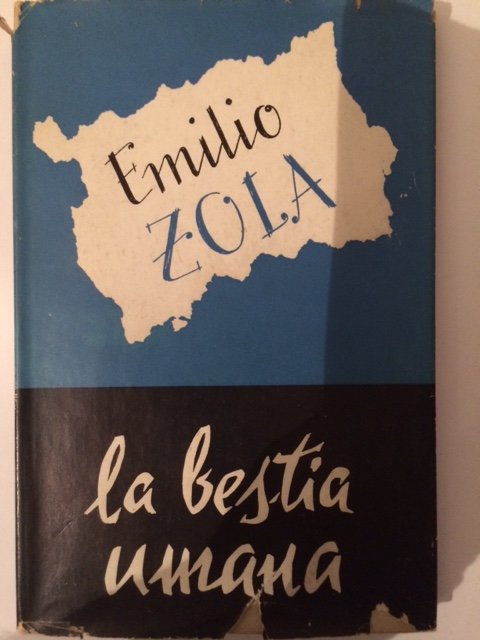 Emilio
ZOLA
la bestia
umana